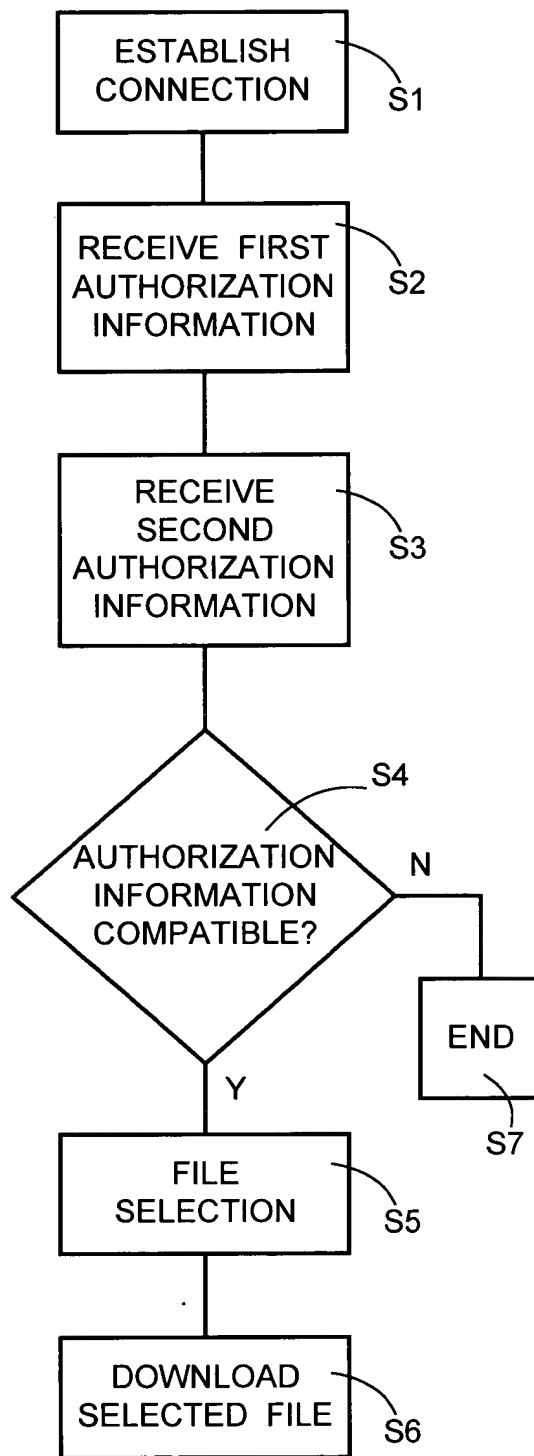 ESTABLISH
CONNECTION
S1
RECEIVE FIRST
AUTHORIZATION
INFORMATION
S2
RECEIVE
SECOND
AUTHORIZATION
INFORMATION
S3
S4
AUTHORIZATION
INFORMATION
COMPATIBLE?
N
END
S7
Y
FILE
SELECTION
S5
DOWNLOAD
SELECTED FILE
S6